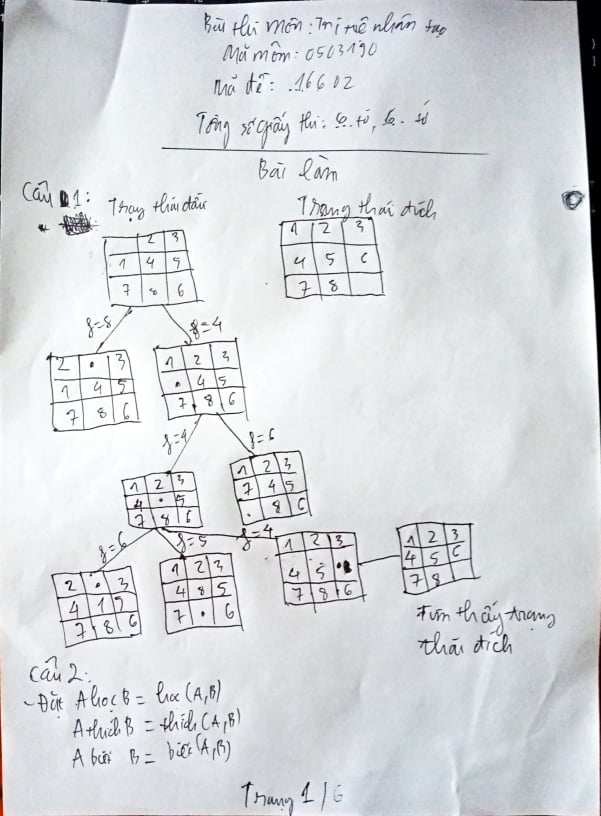 Bài thi môn: Trí tuệ nhân tạo
Mã môn: 0503190
Mã đề: .16602
Tổng số giấy thi: 6. tờ, 6. tờ
Bài làm
Câu 1: Trạng thái đầu
Trạng thái đích
2 3
1 4 5
7 8 6
1 2 3
4 5 6
7 8
f=8
f=4
2 . 3
1 4 5
7 8 6
1 2 3
. 4 5
7 8 6
f=4
f=6
1 2 3
4 . 5
7 8 6
1 2 3
7 4 5
. 8 6
f=6
f=5
f=4
2 . 3
4 1 5
7 8 6
1 2 3
4 8 5
7 . 6
1 2 3
4 5 .
7 8 6
1 2 3
4 5 6
7 8
Tìm thấy trạng
thái đích
Câu 2:
- Đặt A học B = học (A,B)
A thích B = thích (A,B)
A biết B = biết (A,B)
Trang 1/6